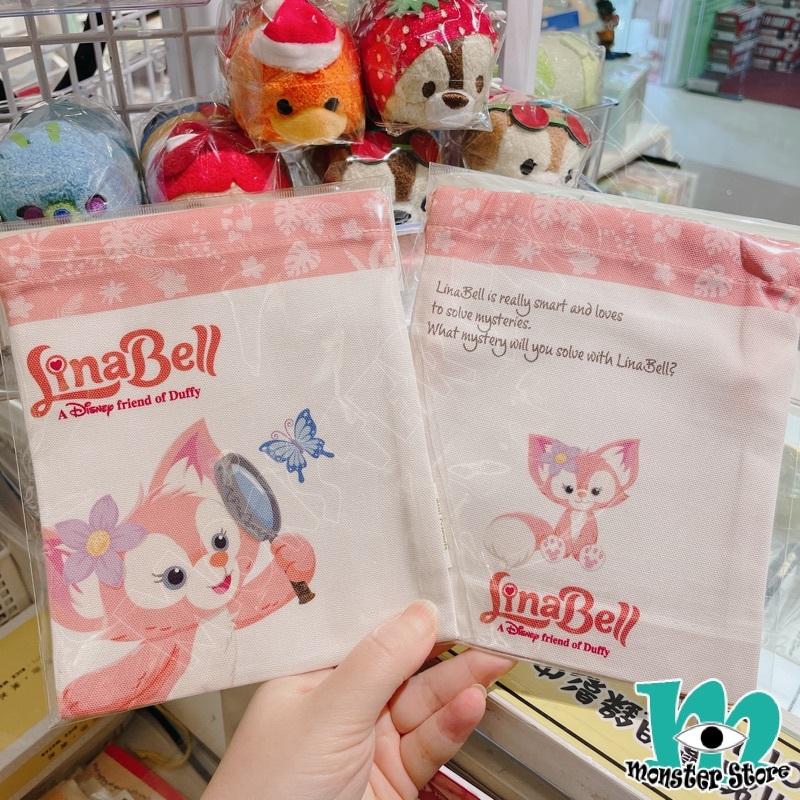 LinaBell
A Disney friend of Duffy
LinaBell is really smart and loves
to solve mysteries.
What mystery will you solve with LinaBell?
LinaBell
A Disney friend of Duffy
m
monster Store